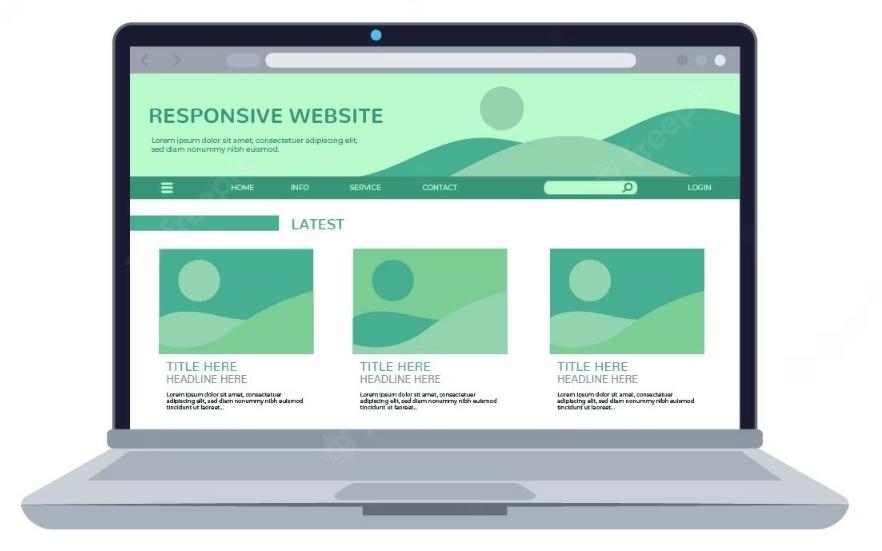 RESPONSIVE WEBSITE
Lorem ipsum dolor sit amet, consectetuer adipiscing elit,
sed diam nonummy nibh euismod.
HOME INFO SERVICE CONTACT LOGIN
LATEST
TITLE HERE
HEADLINE HERE
Lorem ipsum dolor sit amet, consectetuer
adipiscing elit, sed diam nonummy nibh euismod
tincidunt ut laoreet...
TITLE HERE
HEADLINE HERE
Lorem ipsum dolor sit amet, consectetuer
adipiscing elit, sed diam nonummy nibh euismod
tincidunt ut laoreet...
TITLE HERE
HEADLINE HERE
Lorem ipsum dolor sit amet, consectetuer
adipiscing elit, sed diam nonummy nibh euismod
tincidunt ut laoreet...
freepik